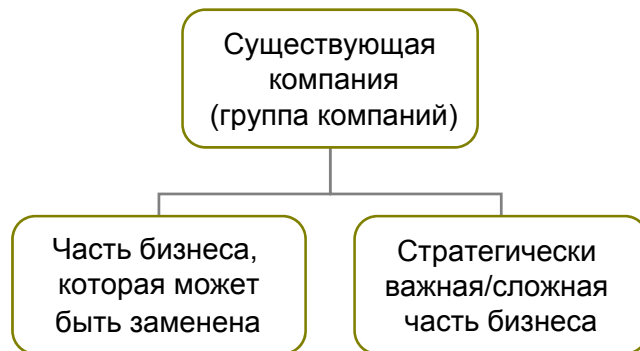 Существующая
компания
(группа компаний)
Часть бизнеса,
которая может
быть заменена
Стратегически
важная/сложная
часть бизнеса